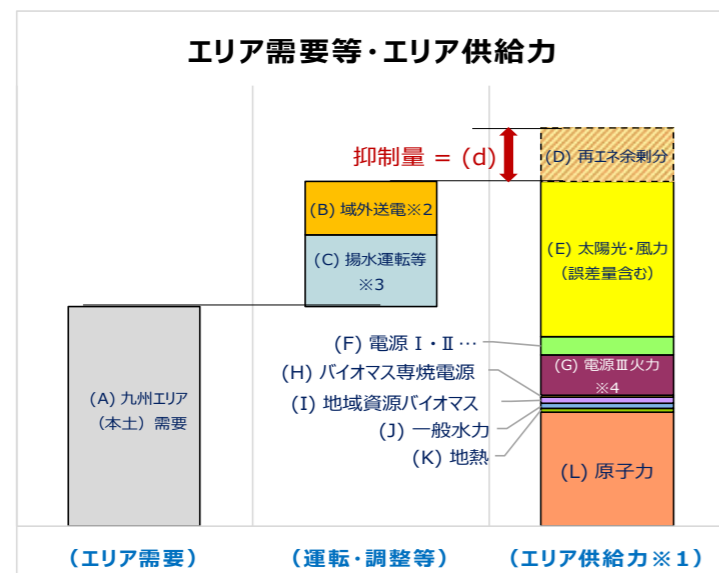 エリア需要等・エリア供給力
抑制量 = (d)
(D) 再エネ余剰分
(B) 域外送電※2
(C) 揚水運転等
※3
(E) 太陽光・風力
(誤差量含む)
(F) 電源 Ⅰ・Ⅱ…
(G) 電源Ⅲ火力
※4
(H) バイオマス専焼電源
(I) 地域資源バイオマス
(J) 一般水力
(K) 地熱
(A) 九州エリア
(本土) 需要
(L) 原子力
(エリア需要)
(運転・調整等)
(エリア供給力※1)